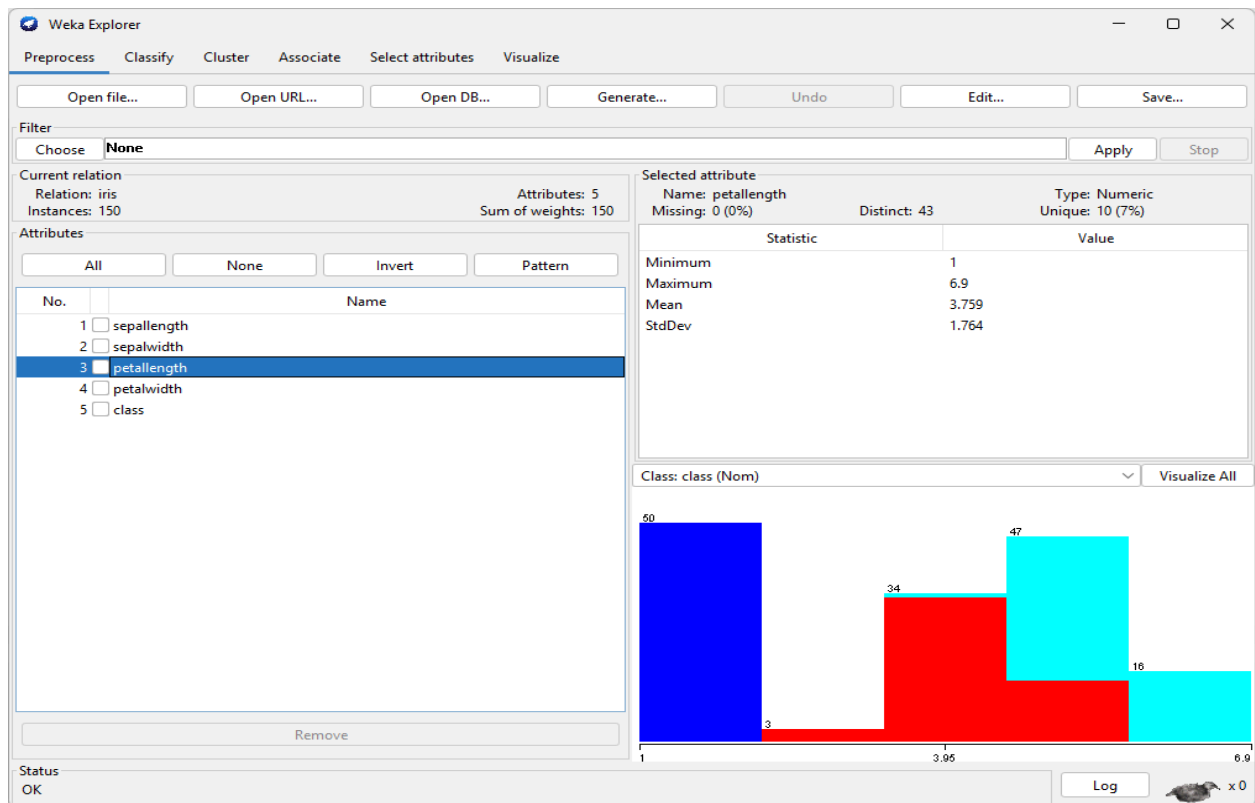 Weka Explorer
Preprocess Classify Cluster Associate Select attributes Visualize
Open file... Open URL... Open DB... Generate... Undo Edit... Save...
Filter
Choose None Apply Stop
Current relation
Relation: iris Attributes: 5
Instances: 150 Sum of weights: 150
Selected attribute
Name: petallength Type: Numeric
Missing: 0 (0%) Distinct: 43 Unique: 10 (7%)
Attributes
All None Invert Pattern
No. Name
1 sepallength
2 sepalwidth
3 petallength
4 petalwidth
5 class
Remove
Statistic Value
Minimum 1
Maximum 6.9
Mean 3.759
StdDev 1.764
Class: class (Nom) Visualize All
50
3
34
47
16
1 3.95 6.9
Status
OK
Log x 0